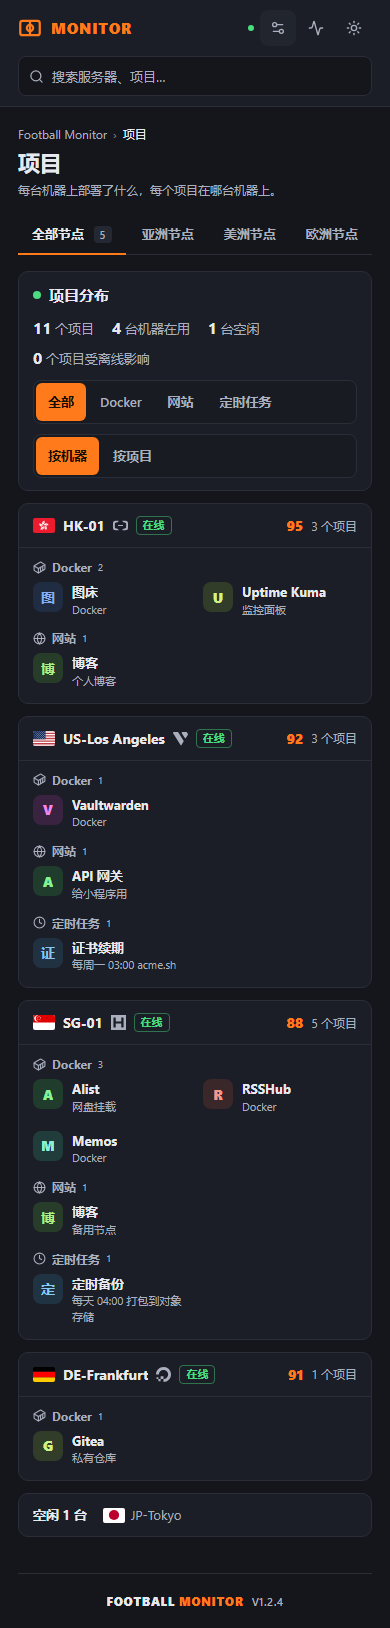 MONITOR
搜索服务器、项目...
Football Monitor › 项目
项目
每台机器上部署了什么，每个项目在哪台机器上。
全部节点 5 亚洲节点 美洲节点 欧洲节点
项目分布
11 个项目 4 台机器在用 1 台空闲
0 个项目受离线影响
全部 Docker 网站 定时任务
按机器 按项目
HK-01 在线 95 3 个项目
Docker 2
图 图床 U Uptime Kuma
Docker 监控面板
网站 1
博 博客
个人博客
US-Los Angeles 在线 92 3 个项目
Docker 1
V Vaultwarden
Docker
网站 1
A API 网关
给小程序用
定时任务 1
证 证书续期
每周一 03:00 acme.sh
SG-01 在线 88 5 个项目
Docker 3
A Alist R RSSHub
网盘挂载 Docker
M Memos
Docker
网站 1
博 博客
备用节点
定时任务 1
定 定时备份
每天 04:00 打包到对象
存储
DE-Frankfurt 在线 91 1 个项目
Docker 1
G Gitea
私有仓库
空闲 1 台 JP-Tokyo
FOOTBALL MONITOR V1.2.4